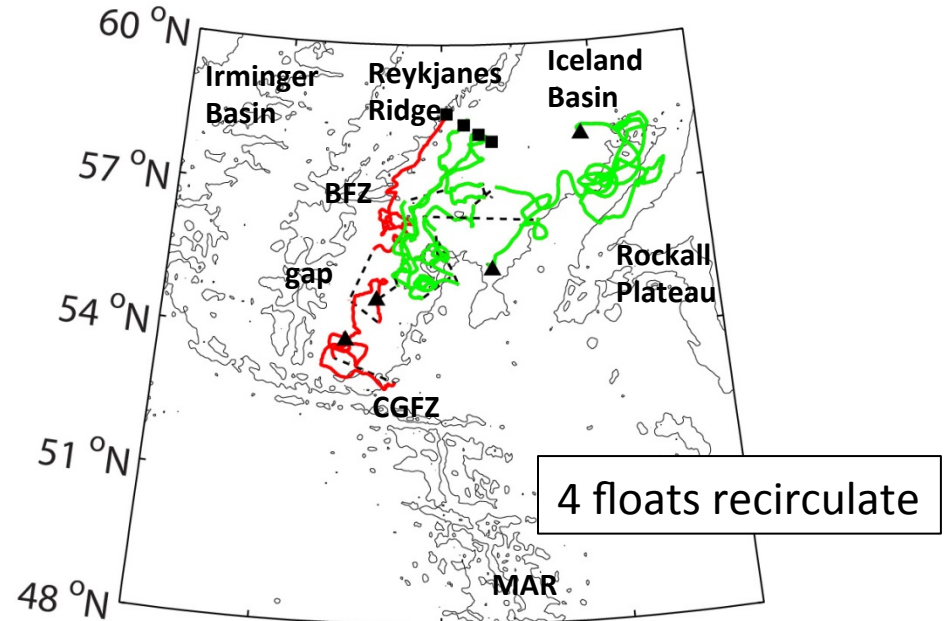 60 °N
Irminger
Basin
Reykjanes
Ridge
Iceland
Basin
57 °N
BFZ
gap
Rockall
Plateau
54 °N
CGFZ
51 °N
4 floats recirculate
MAR
48 °N